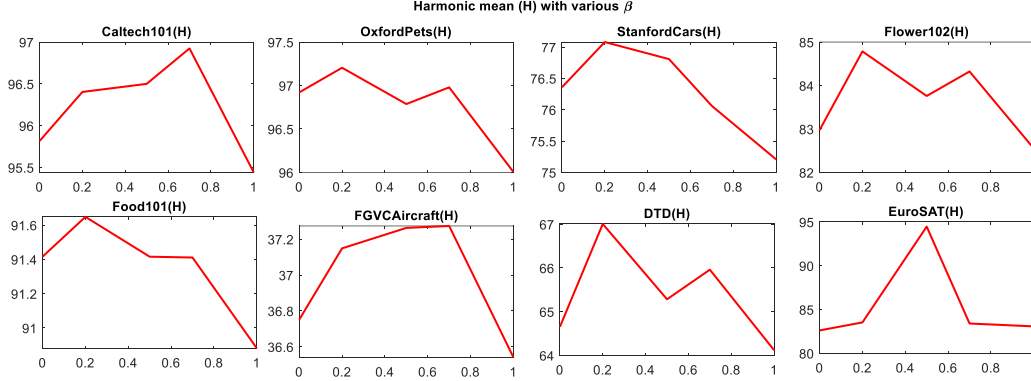 Harmonic mean (H) with various β
Caltech101(H)
97
96.5
96
95.5
0 0.2 0.4 0.6 0.8 1
OxfordPets(H)
97.5
97
96.5
96
0 0.2 0.4 0.6 0.8 1
StanfordCars(H)
77
76.5
76
75.5
75
0 0.2 0.4 0.6 0.8 1
Flower102(H)
85
84
83
82
0 0.2 0.4 0.6 0.8
Food101(H)
91.6
91.4
91.2
91
0 0.2 0.4 0.6 0.8 1
FGVCAircraft(H)
37.2
37
36.8
36.6
0 0.2 0.4 0.6 0.8 1
DTD(H)
67
66
65
64
0 0.2 0.4 0.6 0.8 1
EuroSAT(H)
95
90
85
80
0 0.2 0.4 0.6 0.8